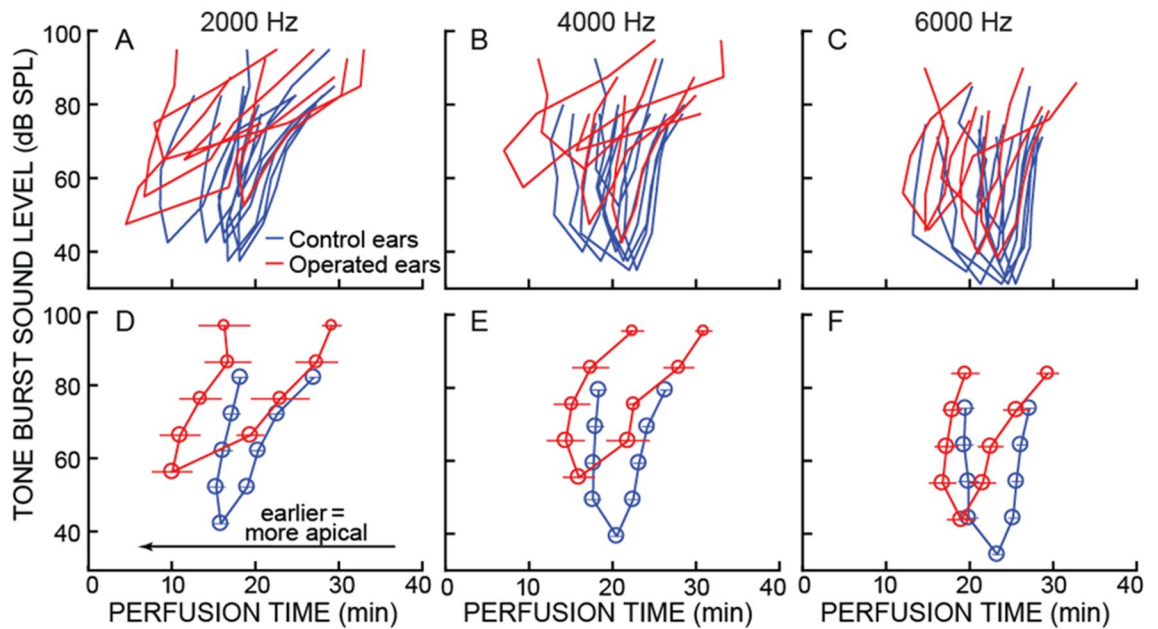 2000 Hz
4000 Hz
6000 Hz
A
B
C
100
80
60
40
Control ears
Operated ears
TONE BURST SOUND LEVEL (dB SPL)
D
E
F
100
80
60
40
earlier =
more apical
0 10 20 30 40
0 10 20 30 40
0 10 20 30 40
PERFUSION TIME (min)
PERFUSION TIME (min)
PERFUSION TIME (min)